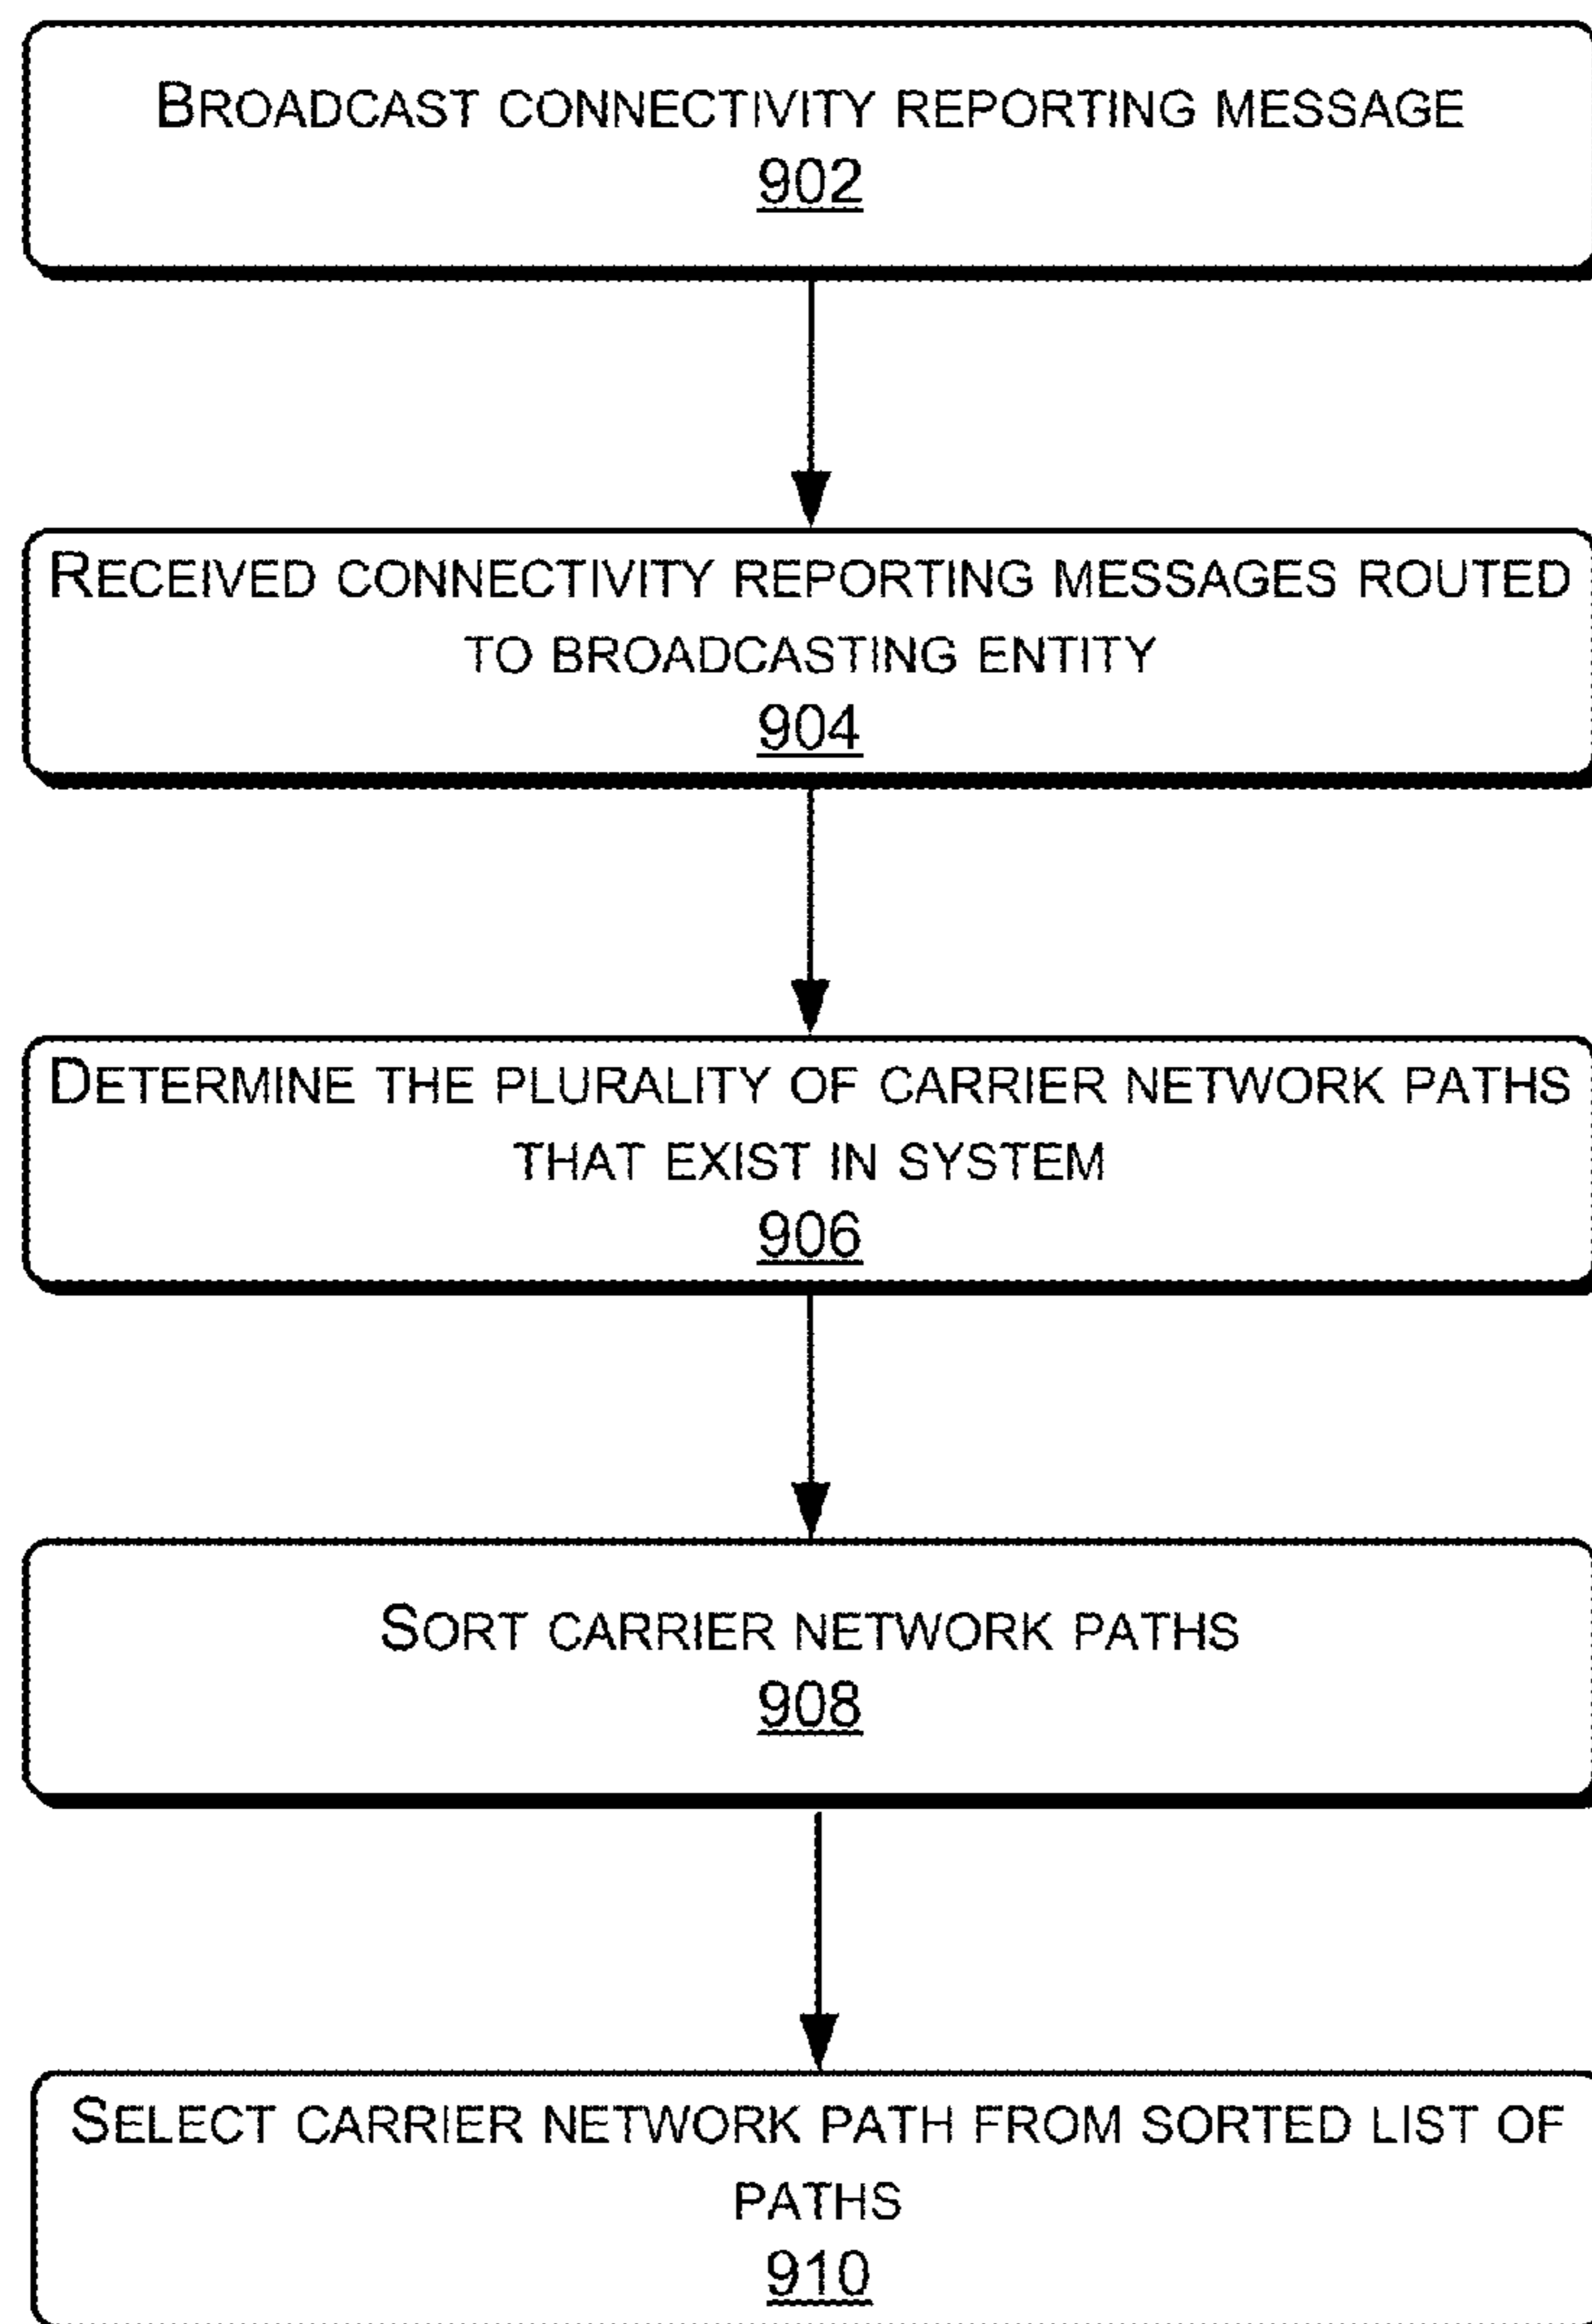 BROADCAST CONNECTIVITY REPORTING MESSAGE
902
RECEIVED CONNECTIVITY REPORTING MESSAGES ROUTED
TO BROADCASTING ENTITY
904
DETERMINE THE PLURALITY OF CARRIER NETWORK PATHS
THAT EXIST IN SYSTEM
906
SORT CARRIER NETWORK PATHS
908
SELECT CARRIER NETWORK PATH FROM SORTED LIST OF
PATHS
910